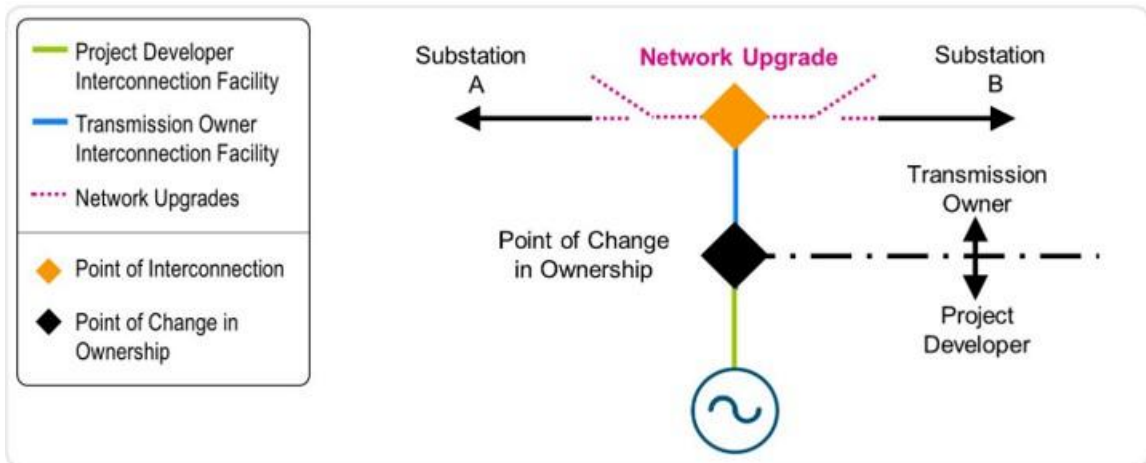 Project Developer
Interconnection Facility
Transmission Owner
Interconnection Facility
Network Upgrades
Point of Interconnection
Point of Change in
Ownership
Substation
A
Network Upgrade
Substation
B
Transmission
Owner
Point of Change
in Ownership
Project
Developer